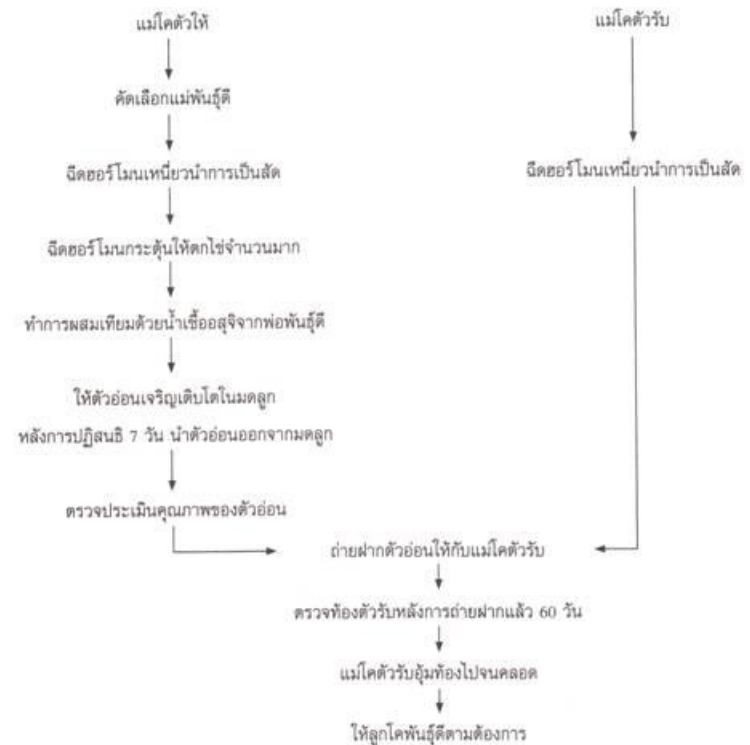 แม่โคตัวให้
แม่โคตัวรับ
คัดเลือกแม่พันธุ์ดี
ฉีดฮอร์โมนเหนี่ยวนำการเป็นสัด
ฉีดฮอร์โมนเหนี่ยวนำการเป็นสัด
ฉีดฮอร์โมนกระตุ้นให้ตกไข่จำนวนมาก
ทำการผสมเทียมด้วยน้ำเชื้ออสุจิจากพ่อพันธุ์ดี
ให้ตัวอ่อนเจริญเติบโตในมดลูก
หลังการปฏิสนธิ 7 วัน นำตัวอ่อนออกจากมดลูก
ตรวจประเมินคุณภาพของตัวอ่อน
ถ่ายฝากตัวอ่อนให้กับแม่โคตัวรับ
ตรวจท้องตัวรับหลังการถ่ายฝากแล้ว 60 วัน
แม่โคตัวรับอุ้มท้องไปจนคลอด
ให้ลูกโคพันธุ์ดีตามต้องการ